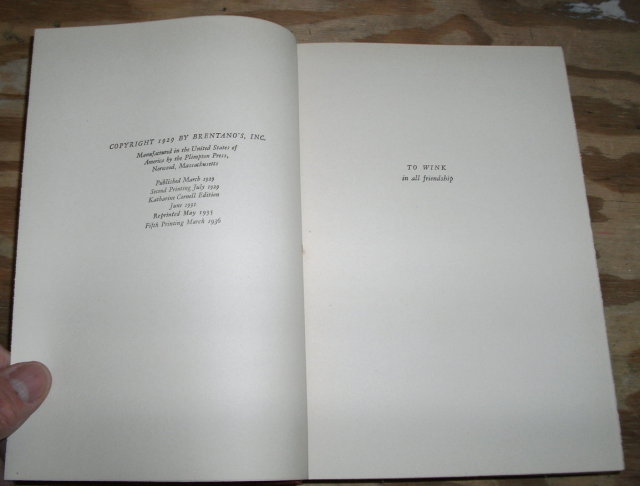 COPYRIGHT 1929 BY BRENTANO'S, INC.
Manufactured in the United States of
America by the Plimpton Press,
Norwood, Massachusetts
Published March 1929
Second Printing July 1929
Katharine Cornell Edition
June 1931
Reprinted May 1935
Fifth Printing March 1936
TO WINK
in all friendship